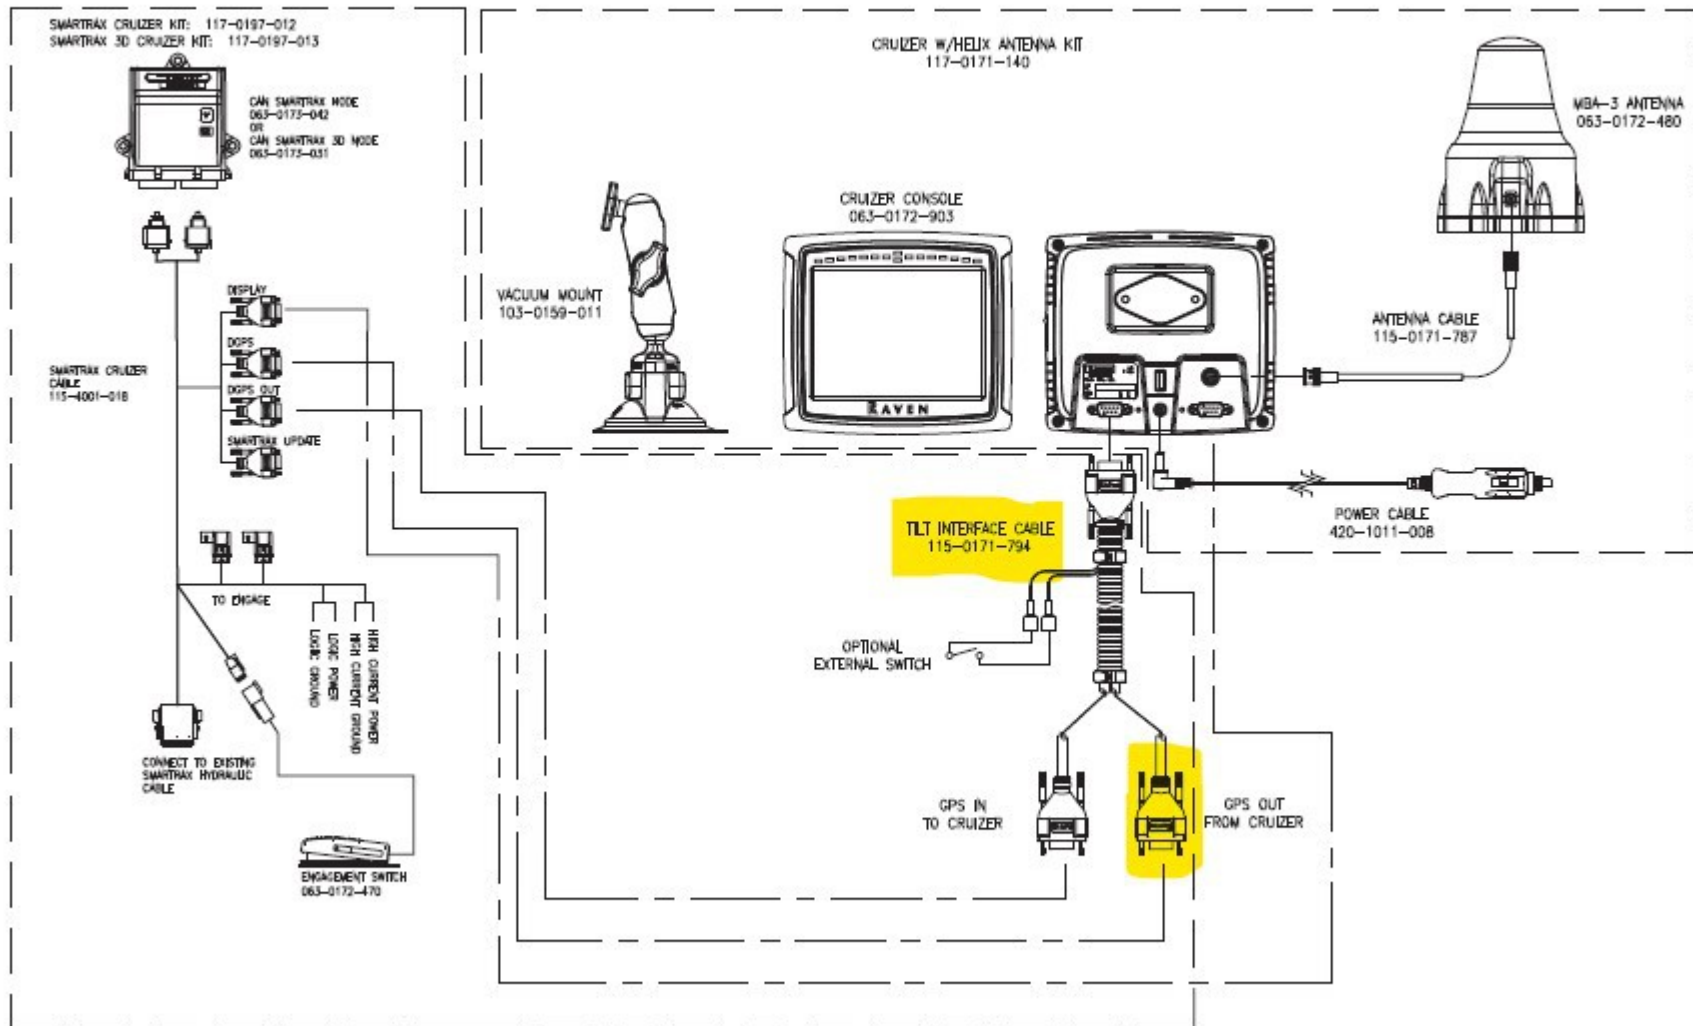 SMARTRAX CRUIZER KIT: 117-0197-012
SMARTRAX 3D CRUIZER KIT: 117-0197-013
CAN SMARTRAX NODE
063-0173-042
OR
CAN SMARTRAX 3D NODE
063-0173-031
DISPLAY
DGPS
DGPS OUT
SMARTRAX UPDATE
SMARTRAX CRUIZER
CABLE
115-4001-018
TO ENGAGE
LOGIC GROUND
LOGIC POWER
HIGH CURRENT GROUND
HIGH CURRENT POWER
CONNECT TO EXISTING
SMARTRAX HYDRAULIC
CABLE
ENGAGEMENT SWITCH
063-0172-470
CRUIZER W/HELIX ANTENNA KIT
117-0171-140
MBA-3 ANTENNA
063-0172-480
CRUIZER CONSOLE
063-0172-903
VACUUM MOUNT
103-0159-011
RAVEN
ANTENNA CABLE
115-0171-787
POWER CABLE
420-1011-008
TILT INTERFACE CABLE
115-0171-794
OPTIONAL
EXTERNAL SWITCH
GPS IN
TO CRUIZER
GPS OUT
FROM CRUIZER